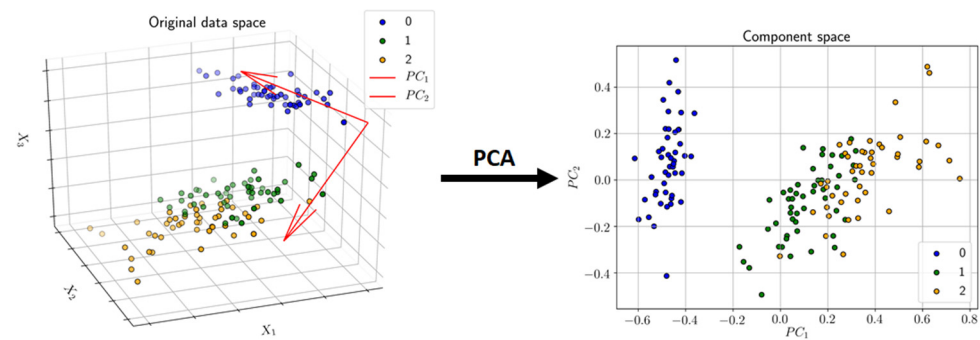 Original data space
0
1
2
PC₁
PC₂
X₃
X₂
X₁
PCA
Component space
0.4
0.2
0.0
−0.2
−0.4
PC₂
−0.6
−0.4
−0.2
0.0
0.2
0.4
0.6
0.8
PC₁
0
1
2